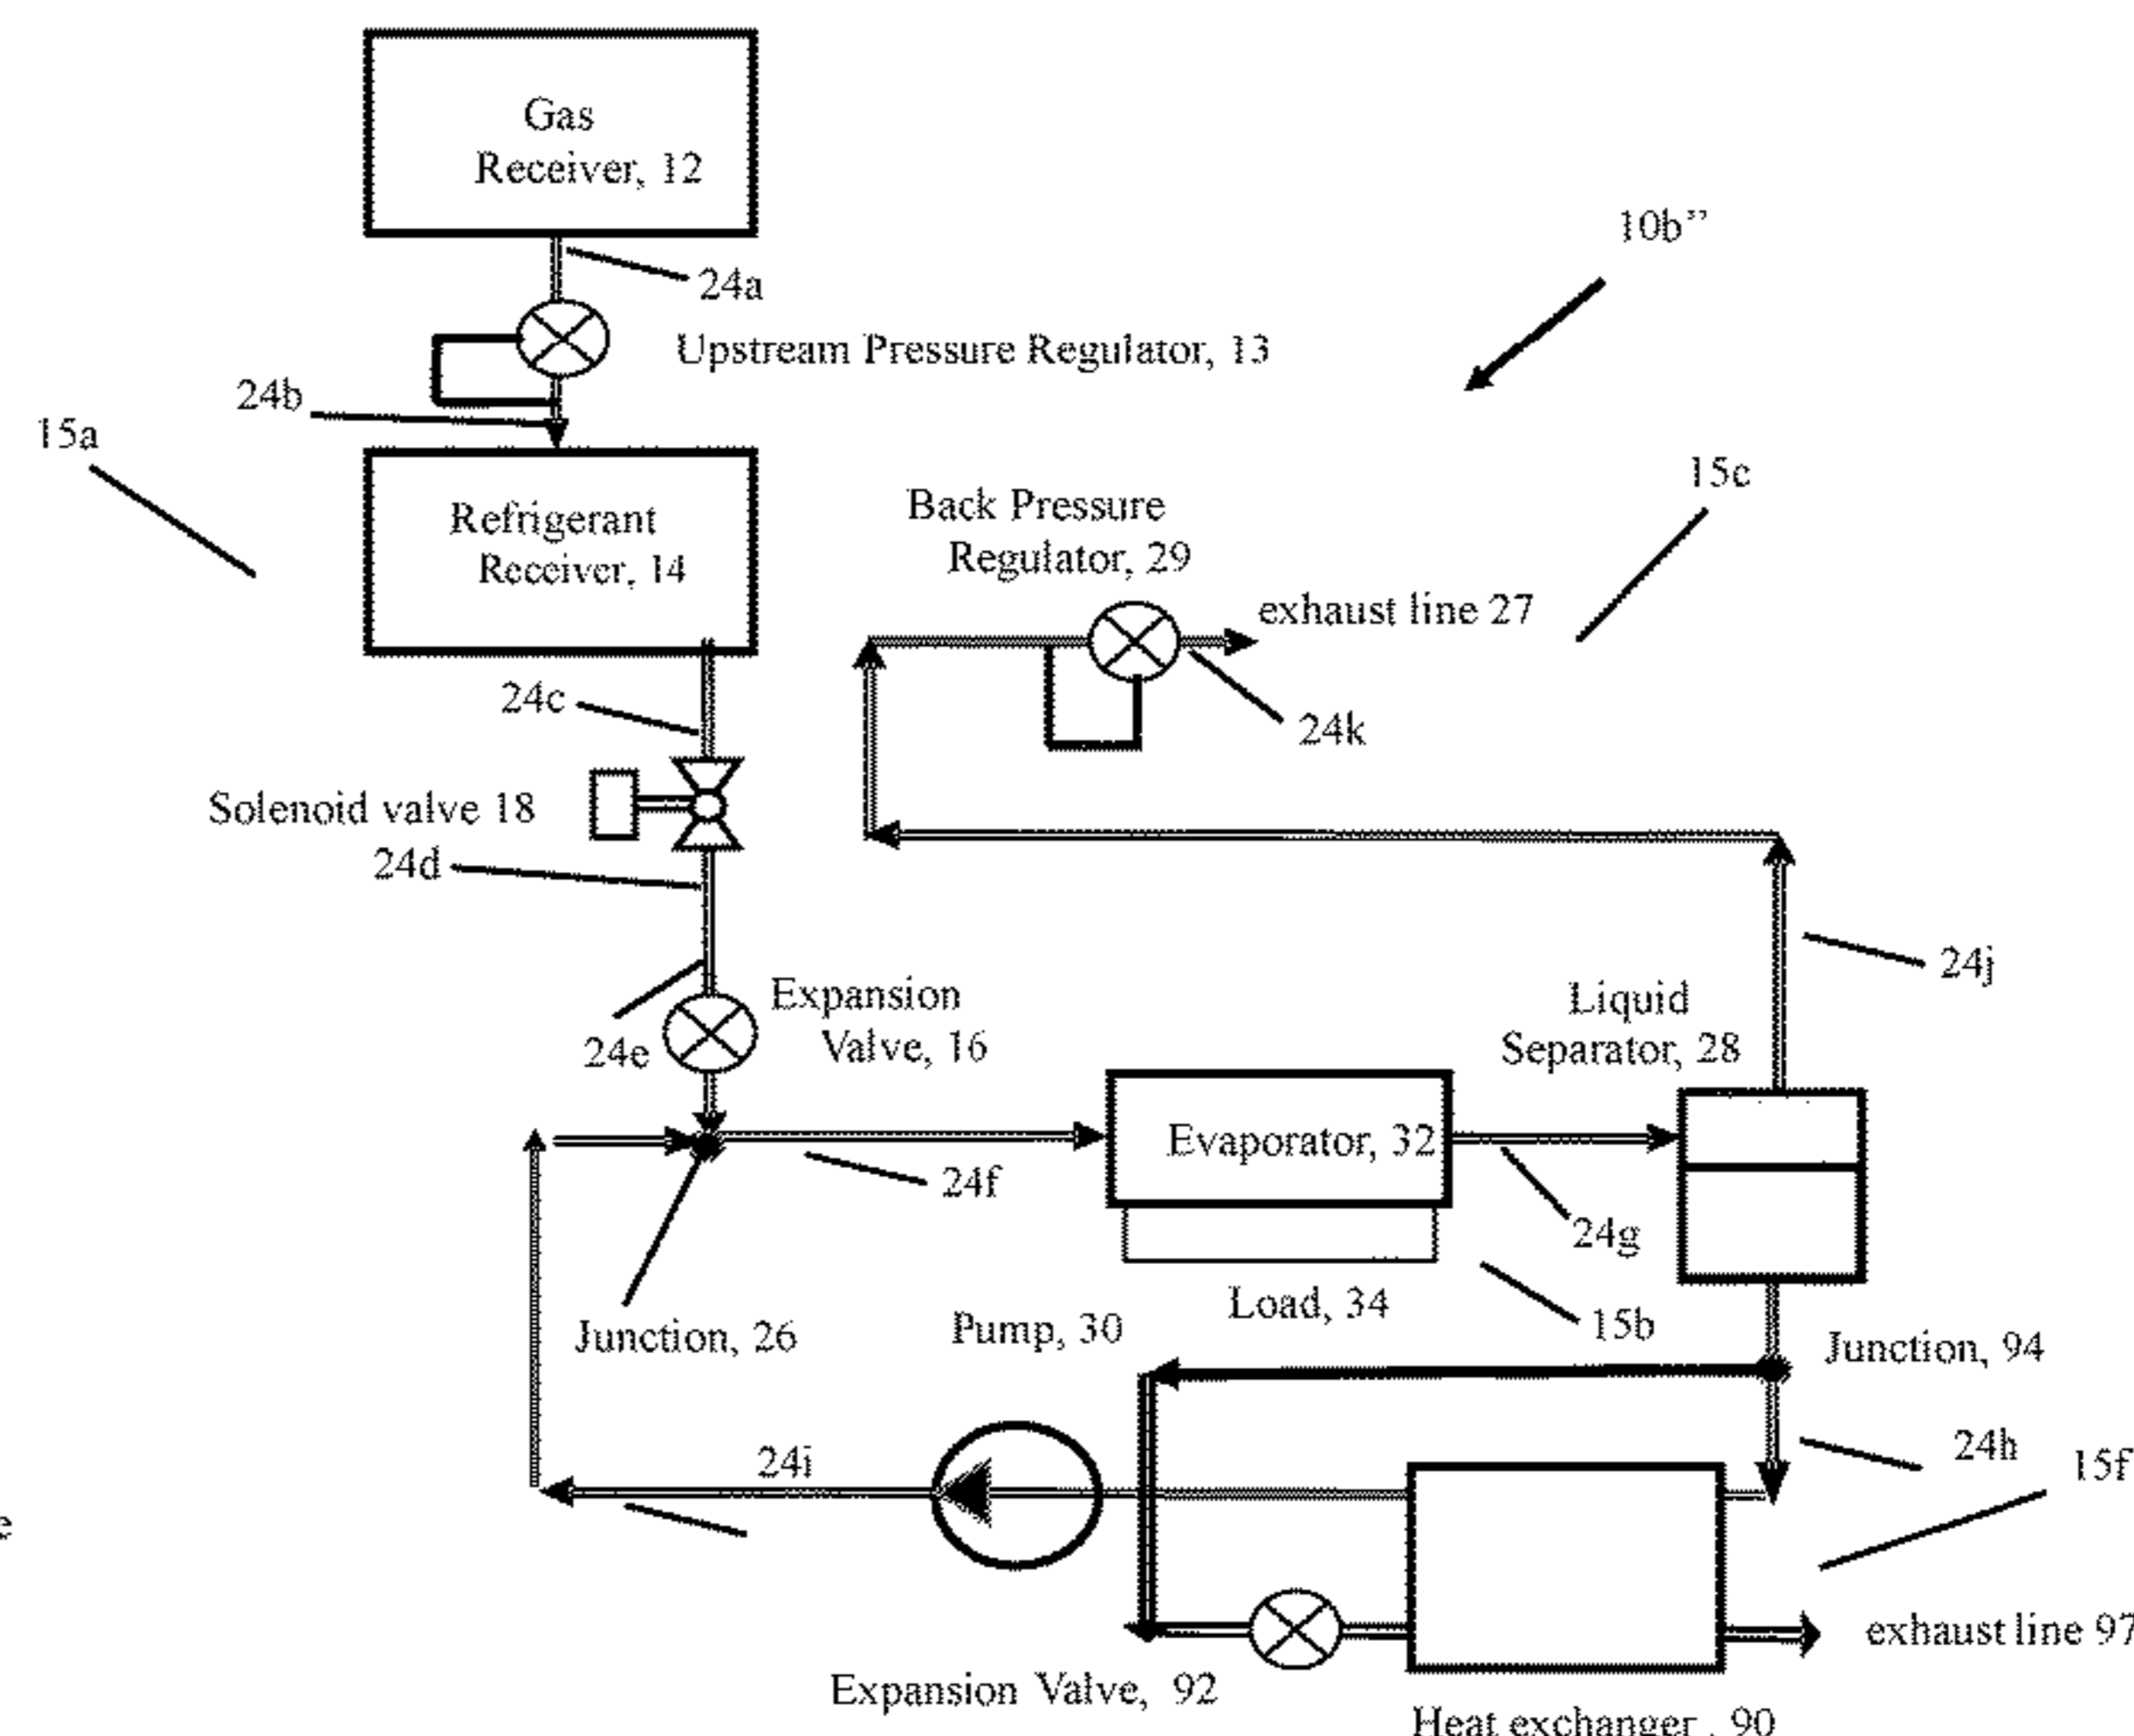 Gas
Receiver, 12
10b”
24a
Upstream Pressure Regulator, 13
24b
15a
15c
Back Pressure
Regulator, 29
Refrigerant
Receiver, 14
exhaust line 27
24c
24k
Solenoid valve 18
24d
24j
Expansion
Valve, 16
Liquid
Separator, 28
24e
Evaporator, 32
24f
24g
Load, 34
15b
Pump, 30
Junction, 26
Junction, 94
24h
15f
24i
e
exhaust line 97
Expansion Valve, 92
Heat exchanger , 90